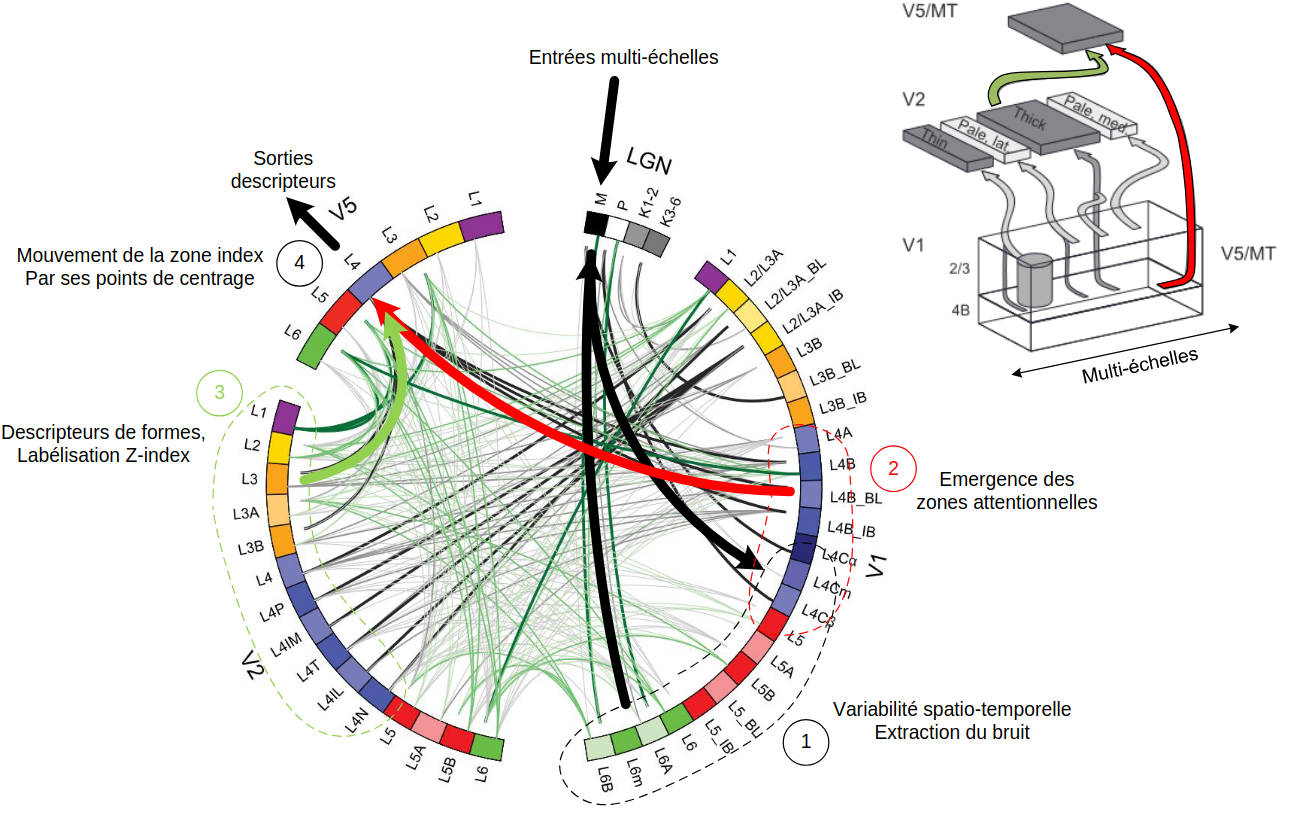 Entrées multi-échelles
LGN
M
P
K1-2
K3-6
Sorties
descripteurs
V5
L1
L2
L3
L4
L5
L6
Mouvement de la zone index
Par ses points de centrage
4
3
Descripteurs de formes,
Labélisation Z-index
V2
L1
L2
L3
L3A
L3B
L4
L4P
L4IM
L4T
L4IL
L4N
L5
L5A
L5B
L6
L1
L2/L3A
L2/L3A_BL
L2/L3A_IB
L3B
L3B_BL
L3B_IB
L4A
L4B
L4B_BL
L4B_IB
L4Cα
L4Cm
L4Cβ
L5
L5A
L5B
L5_BL
L5_IB
L6
L6A
L6m
L6B
V1
2
Emergence des
zones attentionnelles
1
Variabilité spatio-temporelle
Extraction du bruit
V5/MT
V2
Thin
Pale, lat
Thick
Pale, med
V1
2/3
4B
V5/MT
Multi-échelles